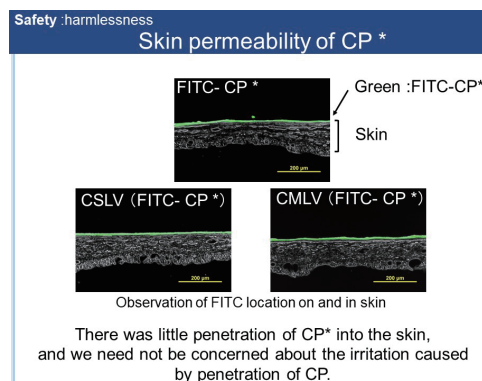 Safety :harmlessness
Skin permeability of CP *
FITC- CP *
Green :FITC-CP*
Skin
200 μm
CSLV (FITC- CP *)
CMLV (FITC- CP *)
200 μm
200 μm
Observation of FITC location on and in skin
There was little penetration of CP* into the skin,
and we need not be concerned about the irritation caused
by penetration of CP.